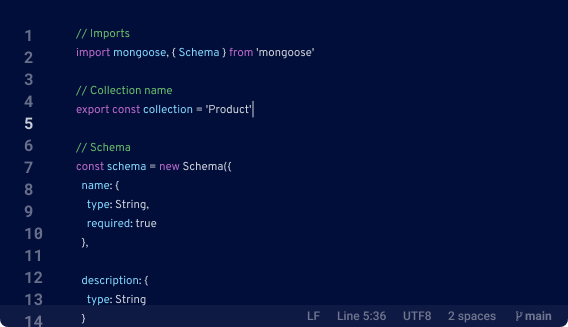 1 // Imports
2 import mongoose, { Schema } from 'mongoose'
3
4 // Collection name
5 export const collection = 'Product'
6
7 // Schema
8 const schema = new Schema({
9 name: {
10 type: String,
11 required: true
12 },
13
14 description: {
type: String
}
LF Line 5:36 UTF8 2 spaces main